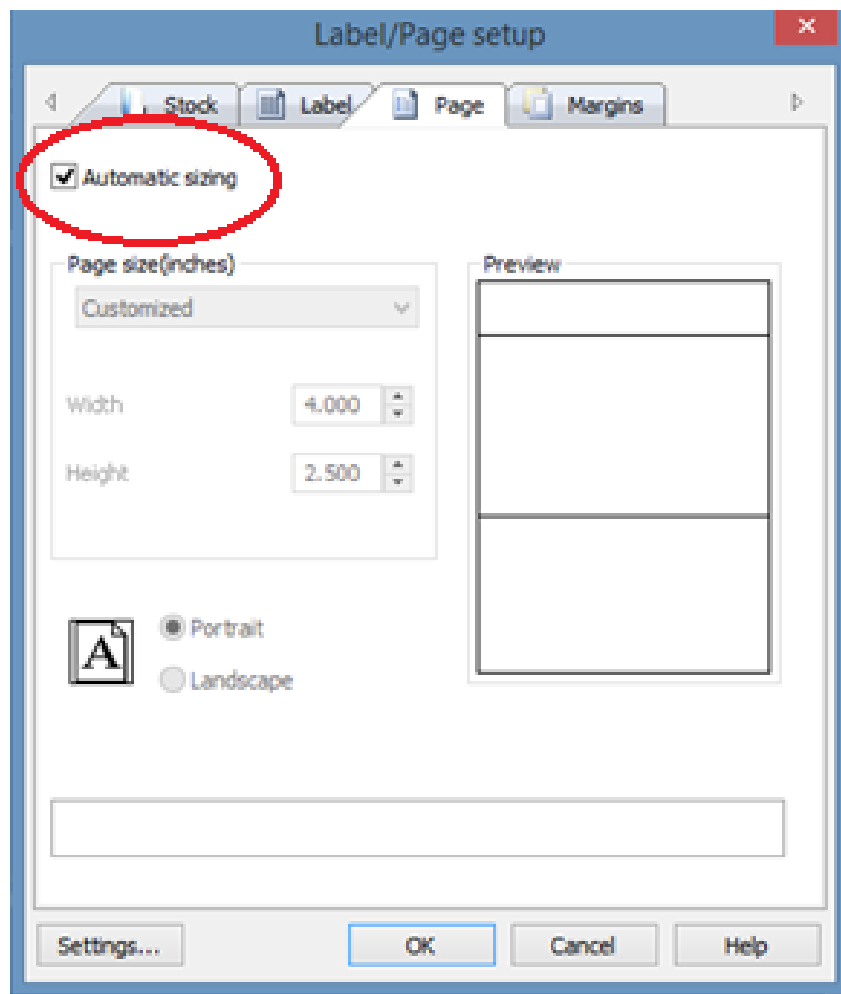 Label/Page setup
Stock Label Page Margins
Automatic sizing
Page size(inches)
Preview
Customized
Width 4.000
Height 2.500
A
Portrait
Landscape
Settings... OK Cancel Help